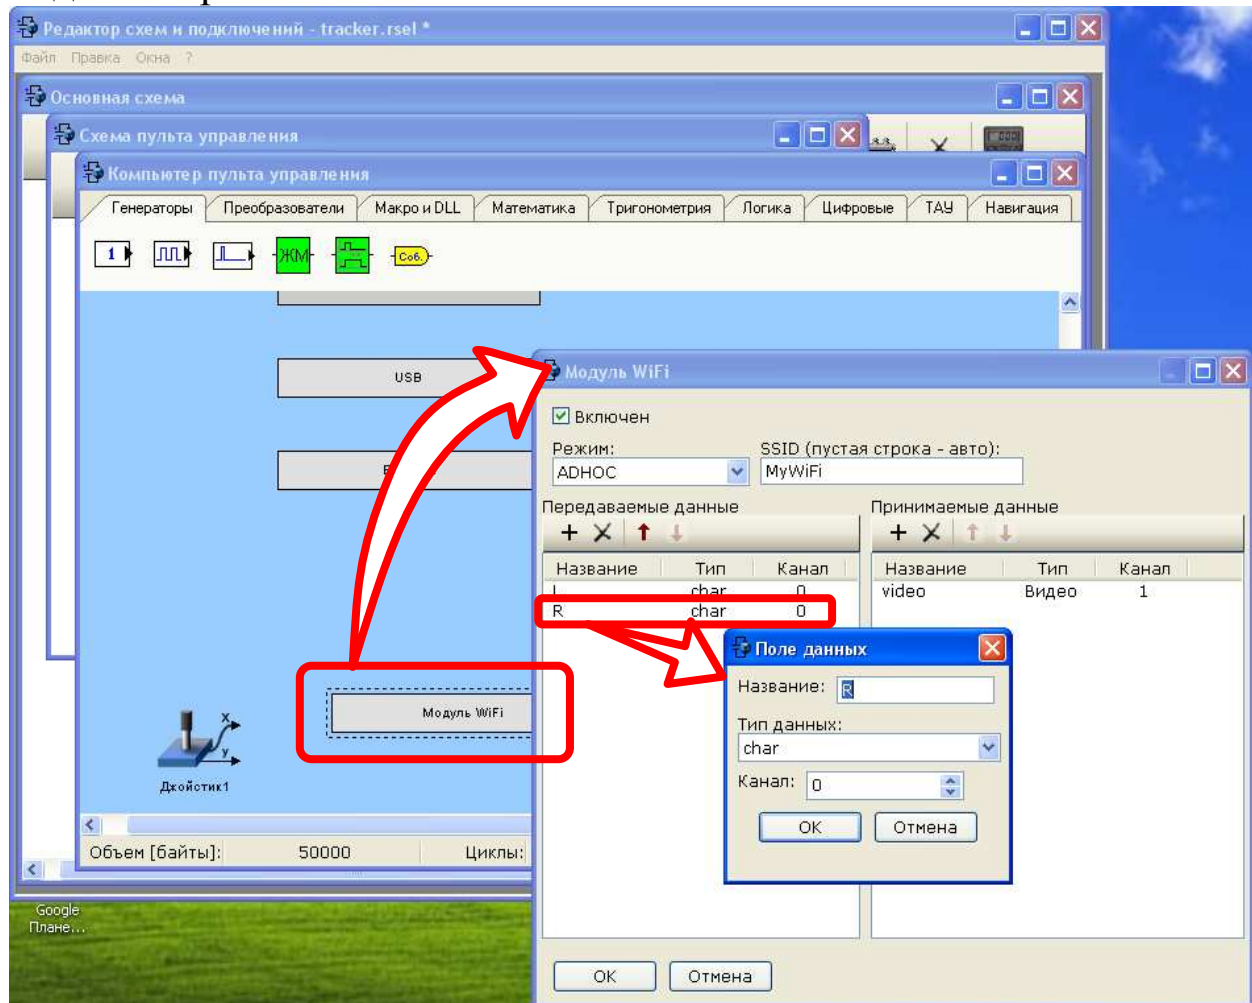 Редактор схем и подключений - tracker.rsel *
Файл Правка Окна ?
Основная схема
Схема пульта управления
Компьютер пульта управления
Генераторы Преобразователи Макро и DLL Математика Тригонометрия Логика Цифровые ТАУ Навигация
1 ЖМ Соб.
USB
Модуль WiFi
Включен
Режим: SSID (пустая строка - авто):
ADHOC MyWiFi
Передаваемые данные Принимаемые данные
Название Тип Канал Название Тип Канал
L char 0 video Видео 1
R char 0
Поле данных
Название: R
Тип данных:
char
Канал: 0
OK Отмена
Модуль WiFi
x
y
Джойстик1
Объем [байты]: 50000 Циклы:
Google
Плане...
OK Отмена